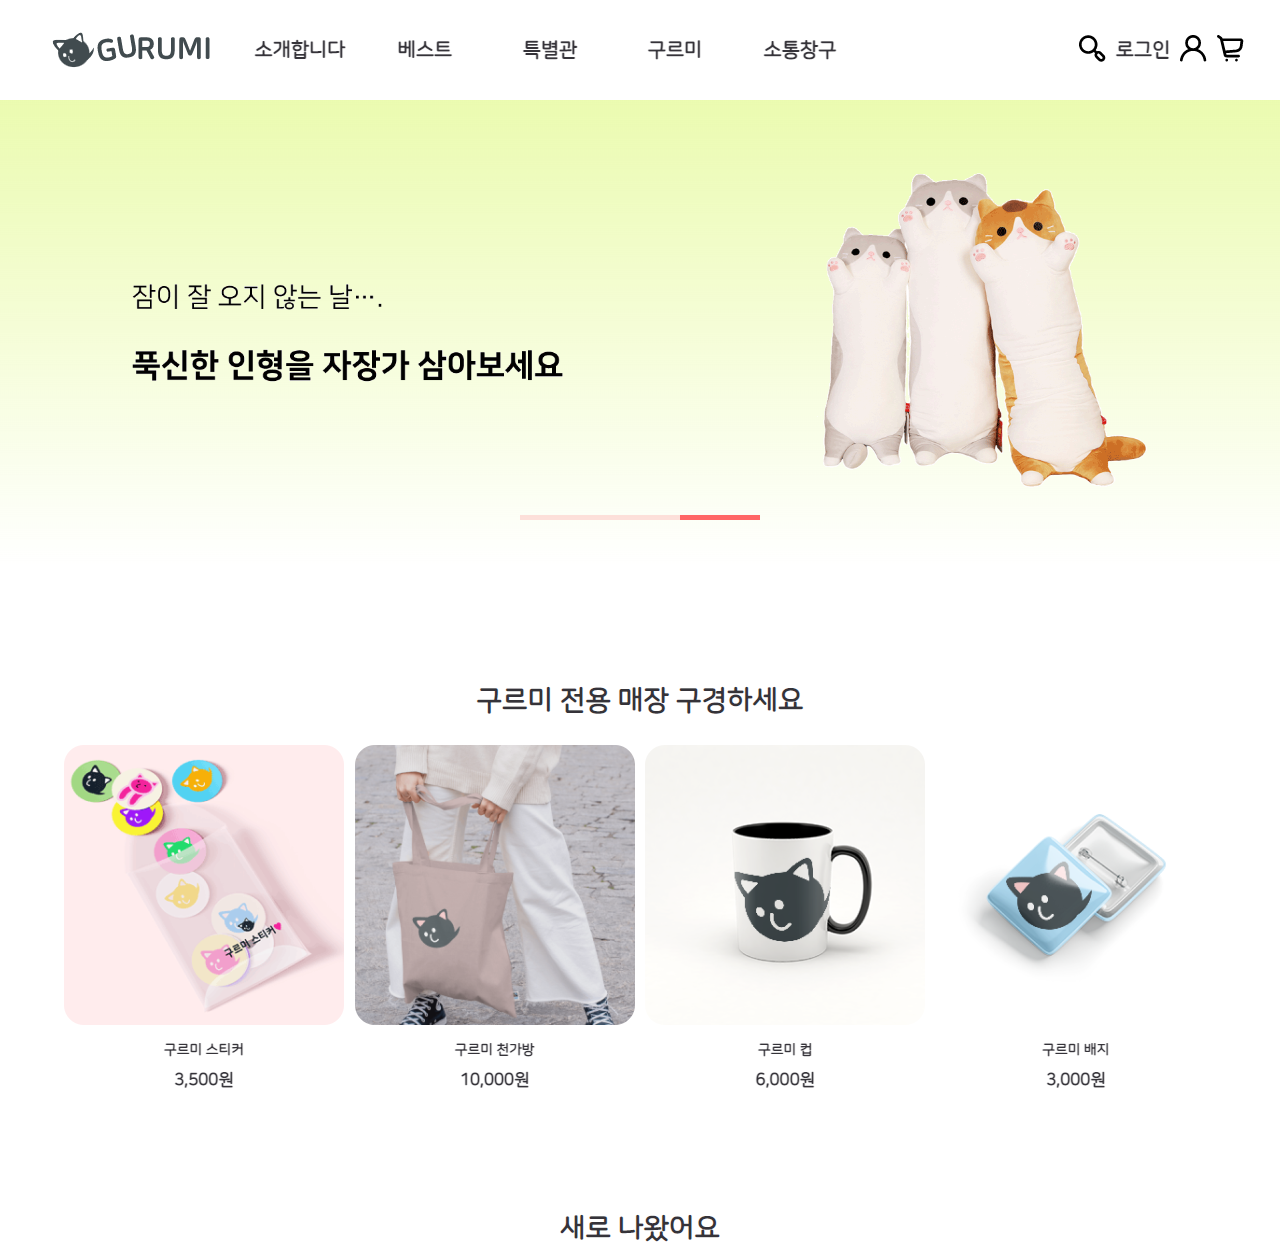 GURUMI 소개합니다 베스트 특별관 구르미 소통창구 로그인
잠이 잘 오지 않는 날….
푹신한 인형을 자장가 삼아보세요
구르미 전용 매장 구경하세요
구르미 스티커
구르미 스티커 구르미 천가방 구르미 컵 구르미 배지
3,500원 10,000원 6,000원 3,000원
새로 나왔어요